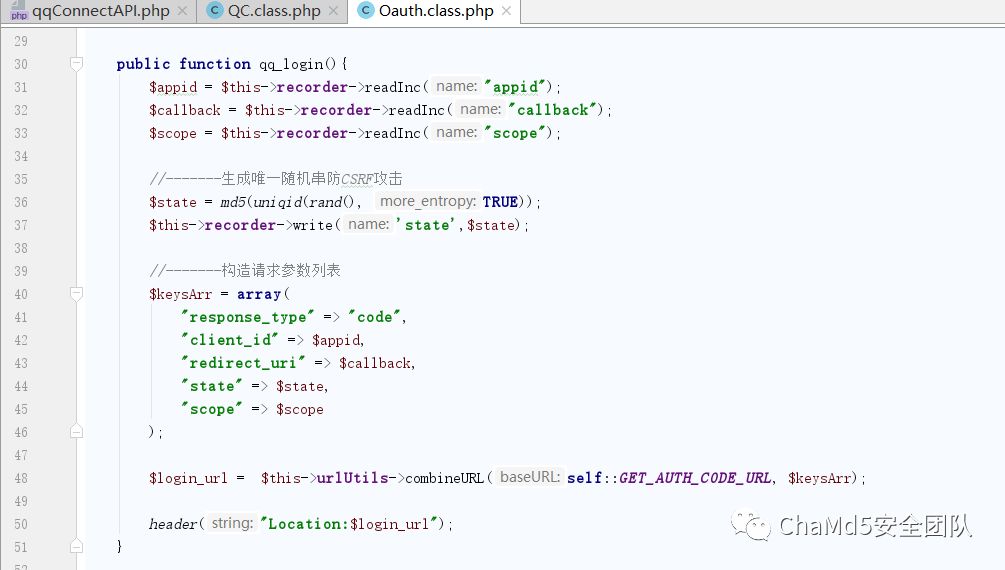 php qqConnectAPI.php × C QC.class.php × C Oauth.class.php ×
29
30 public function qq_login(){
31 $appid = $this->recorder->readInc( name: "appid");
32 $callback = $this->recorder->readInc( name: "callback");
33 $scope = $this->recorder->readInc( name: "scope");
34
35 //-------生成唯一随机串防CSRF攻击
36 $state = md5(uniqid(rand(), more_entropy: TRUE));
37 $this->recorder->write( name: 'state',$state);
38
39 //-------构造请求参数列表
40 $keysArr = array(
41 "response_type" => "code",
42 "client_id" => $appid,
43 "redirect_uri" => $callback,
44 "state" => $state,
45 "scope" => $scope
46 );
47
48 $login_url =  $this->urlUtils->combineURL( baseURL: self::GET_AUTH_CODE_URL, $keysArr);
49
50 header( string: "Location:$login_url");
51 }
52
ChaMd5安全团队